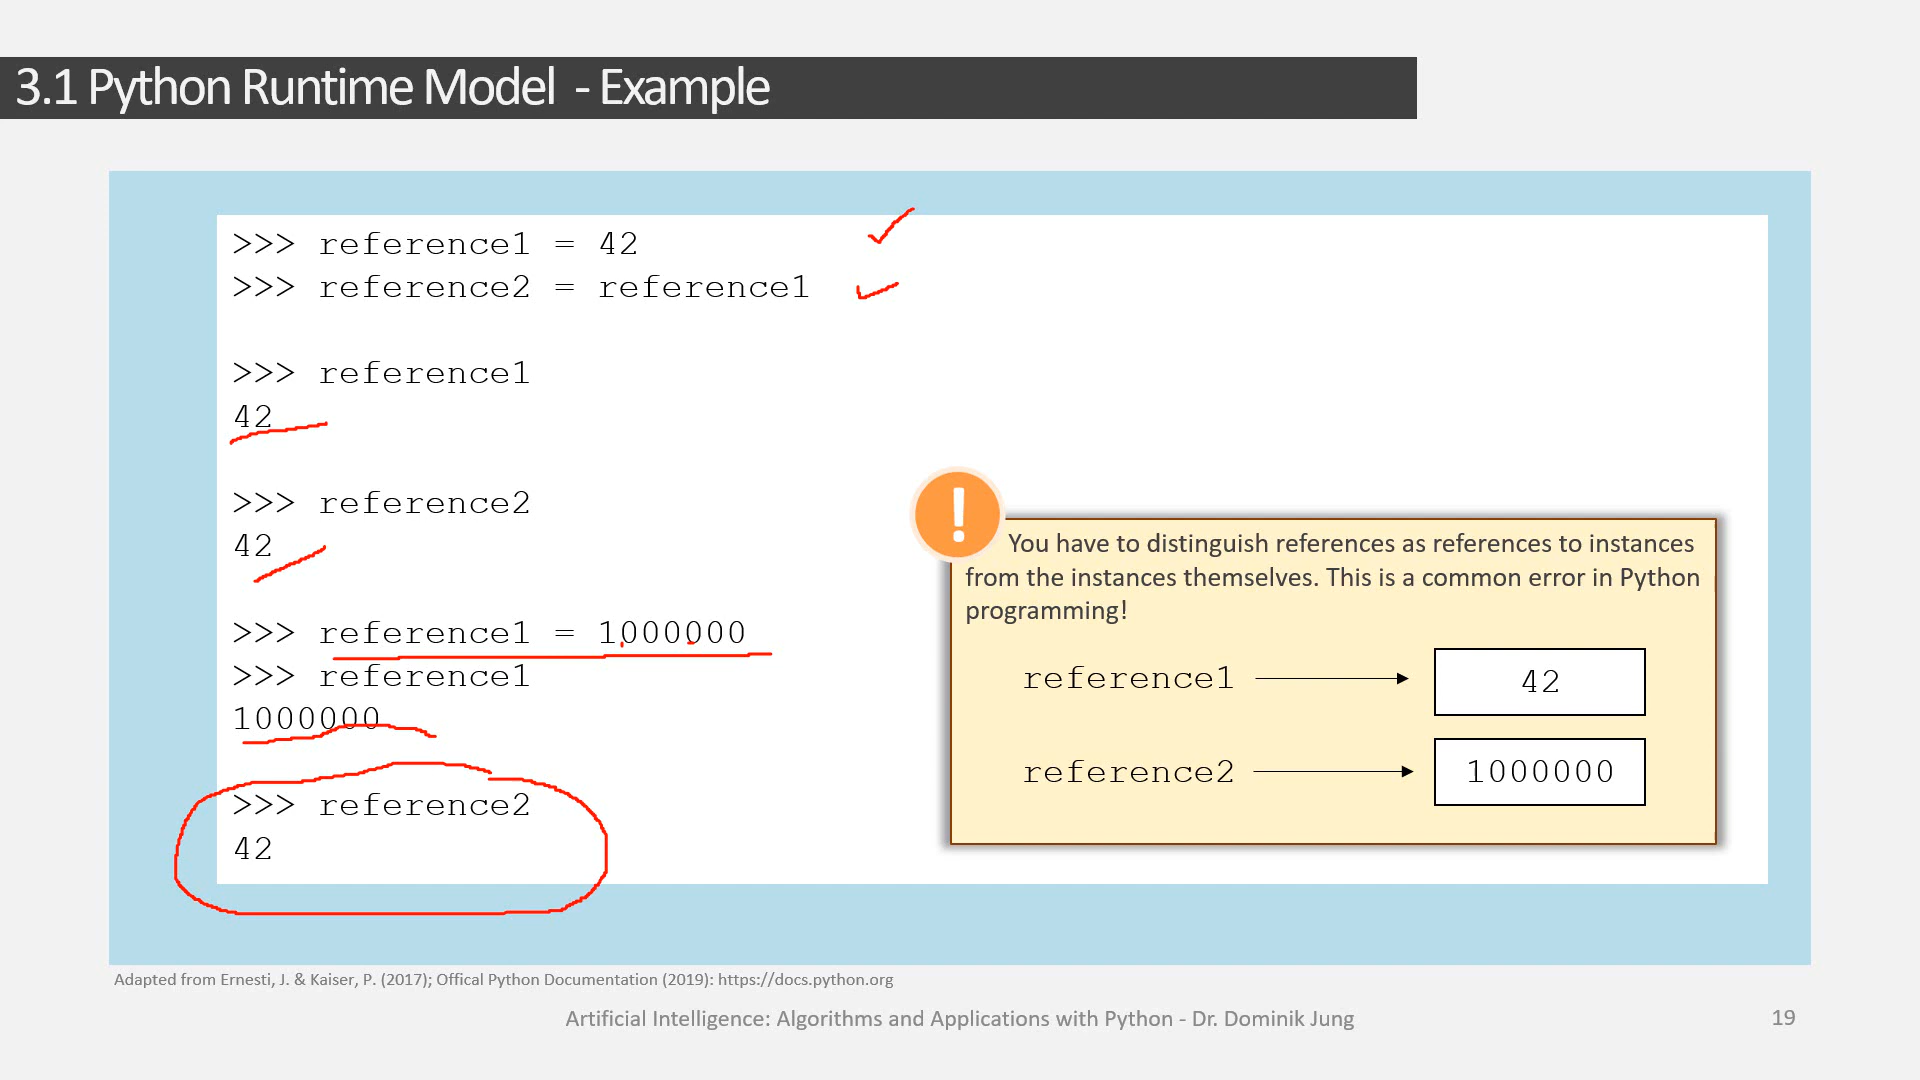 3.1 Python Runtime Model - Example
>>> reference1 = 42
>>> reference2 = reference1
>>> reference1
42
>>> reference2
42
>>> reference1 = 1000000
>>> reference1
1000000
>>> reference2
42
!
You have to distinguish references as references to instances
from the instances themselves. This is a common error in Python
programming!
reference1 42
reference2 1000000
Adapted from Ernesti, J. & Kaiser, P. (2017); Offical Python Documentation (2019): https://docs.python.org
Artificial Intelligence: Algorithms and Applications with Python - Dr. Dominik Jung
19